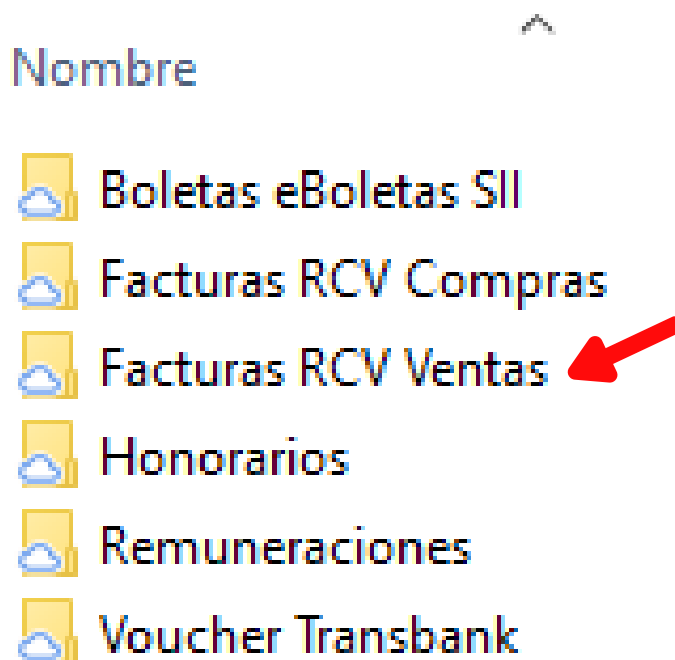 Nombre
Boletas eBoletas SII
Facturas RCV Compras
Facturas RCV Ventas
Honorarios
Remuneraciones
Voucher Transbank